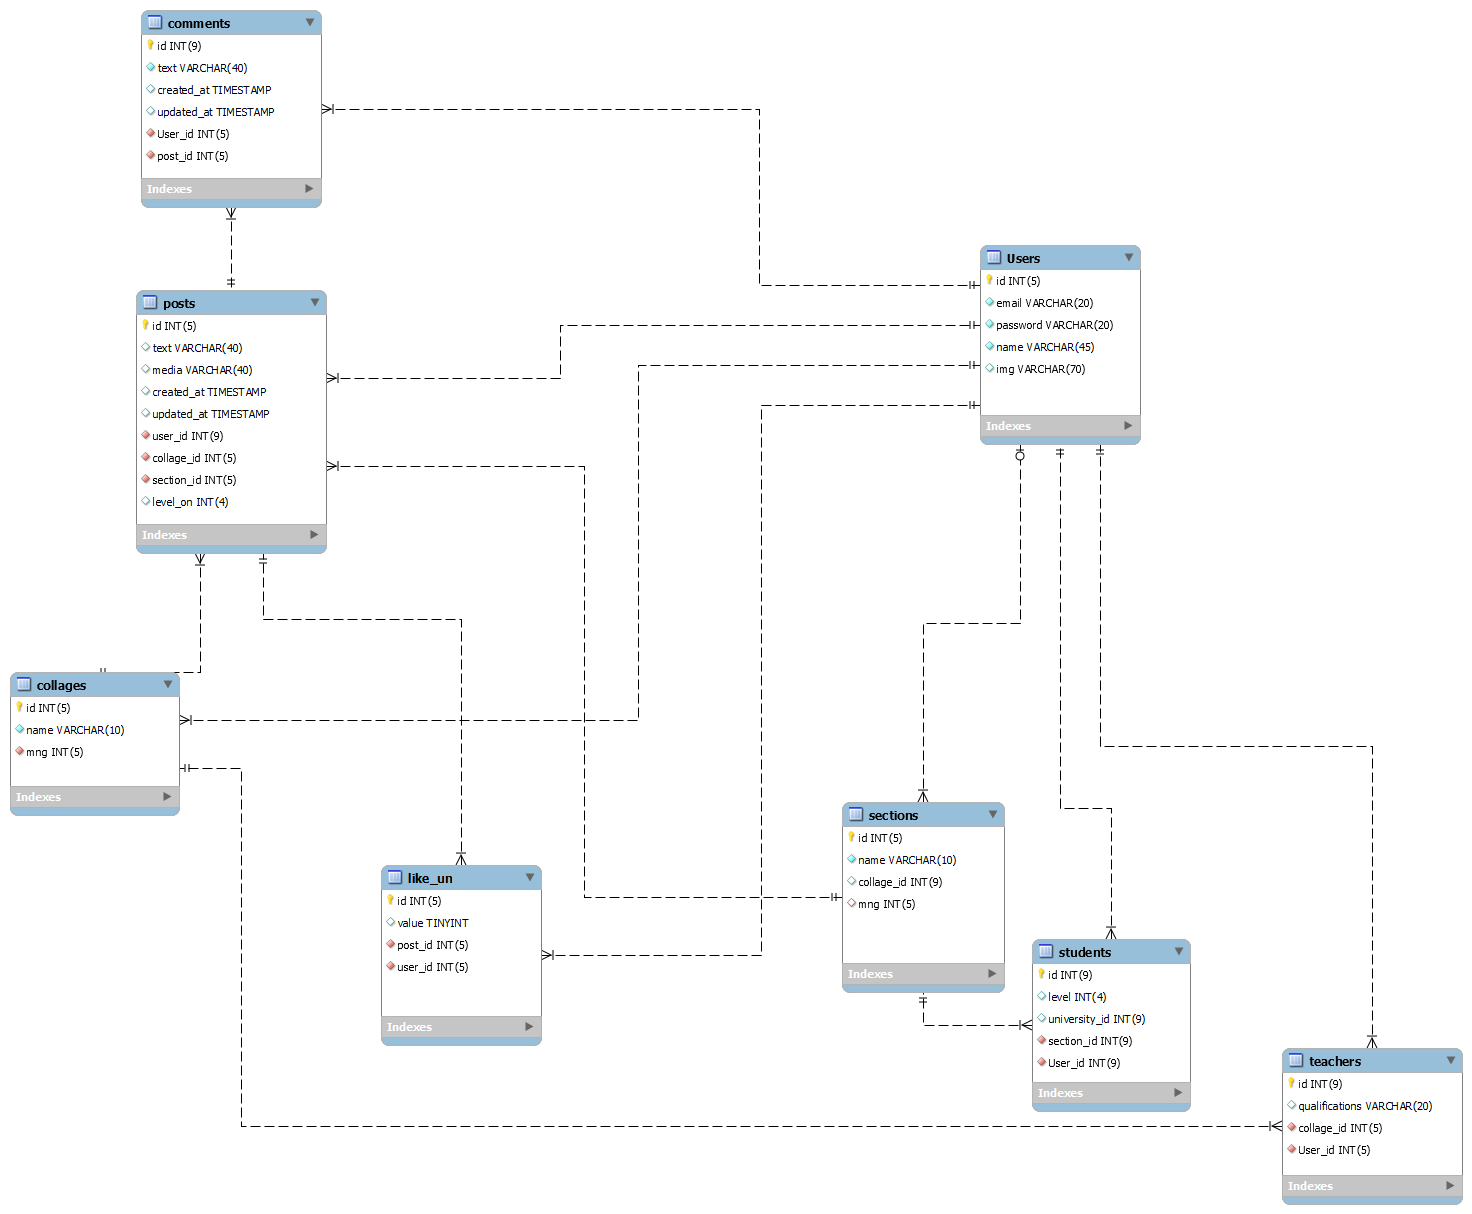 comments
id INT(9)
text VARCHAR(40)
created_at TIMESTAMP
updated_at TIMESTAMP
User_id INT(5)
post_id INT(5)
Indexes
posts
id INT(5)
text VARCHAR(40)
media VARCHAR(40)
created_at TIMESTAMP
updated_at TIMESTAMP
user_id INT(9)
collage_id INT(5)
section_id INT(5)
level_on INT(4)
Indexes
Users
id INT(5)
email VARCHAR(20)
password VARCHAR(20)
name VARCHAR(45)
img VARCHAR(70)
Indexes
collages
id INT(5)
name VARCHAR(10)
mng INT(5)
Indexes
like_un
id INT(5)
value TINYINT
post_id INT(5)
user_id INT(5)
Indexes
sections
id INT(5)
name VARCHAR(10)
collage_id INT(9)
mng INT(5)
Indexes
students
id INT(9)
level INT(4)
university_id INT(9)
section_id INT(9)
User_id INT(9)
Indexes
teachers
id INT(9)
qualifications VARCHAR(20)
collage_id INT(5)
User_id INT(5)
Indexes